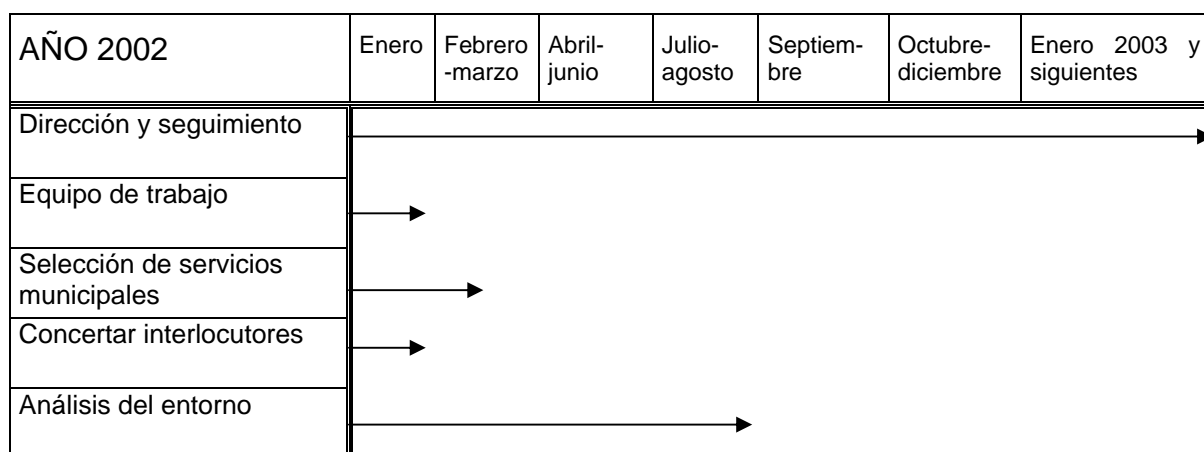 AÑO 2002
Enero
Febrero
-marzo
Abril-
junio
Julio-
agosto
Septiem-
bre
Octubre-
diciembre
Enero 2003 y
siguientes
Dirección y seguimiento
Equipo de trabajo
Selección de servicios
municipales
Concertar interlocutores
Análisis del entorno